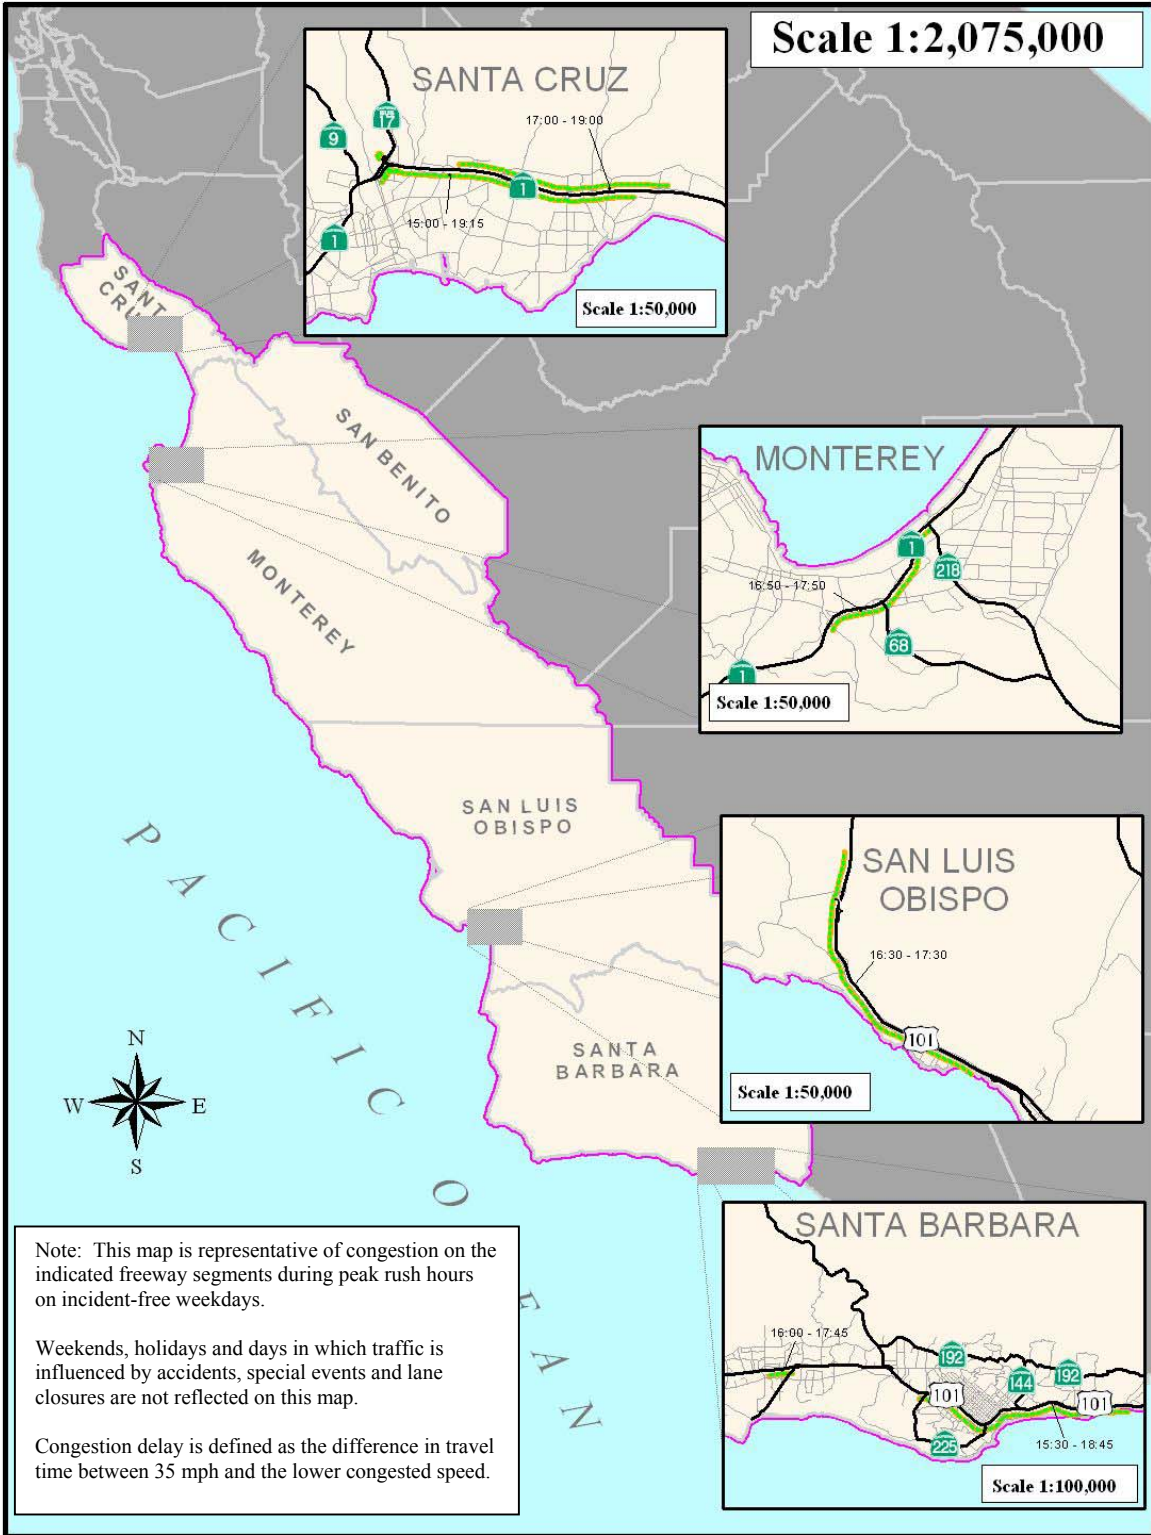 Scale 1:2,075,000
SANTA CRUZ
17:00 - 19:00
BUS
17
9
1
15:00 - 19:15
1
Scale 1:50,000
SANT
CRU
SAN BENITO
MONTEREY
MONTEREY
1
218
16:50 - 17:50
68
1
Scale 1:50,000
SAN LUIS
OBISPO
SAN LUIS
OBISPO
16:30 - 17:30
101
Scale 1:50,000
PACIFIC O
EAN
SANTA
BARBARA
N
W E
S
SANTA BARBARA
16:00 - 17:45
192
144
192
101
101
225
15:30 - 18:45
Scale 1:100,000
Note: This map is representative of congestion on the
indicated freeway segments during peak rush hours
on incident-free weekdays.
Weekends, holidays and days in which traffic is
influenced by accidents, special events and lane
closures are not reflected on this map.
Congestion delay is defined as the difference in travel
time between 35 mph and the lower congested speed.